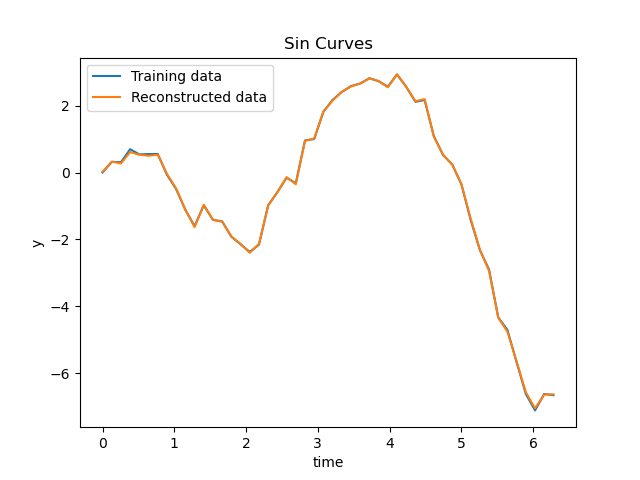 Sin Curves
Training data
Reconstructed data
y
2
0
−2
−4
−6
0 1 2 3 4 5 6
time